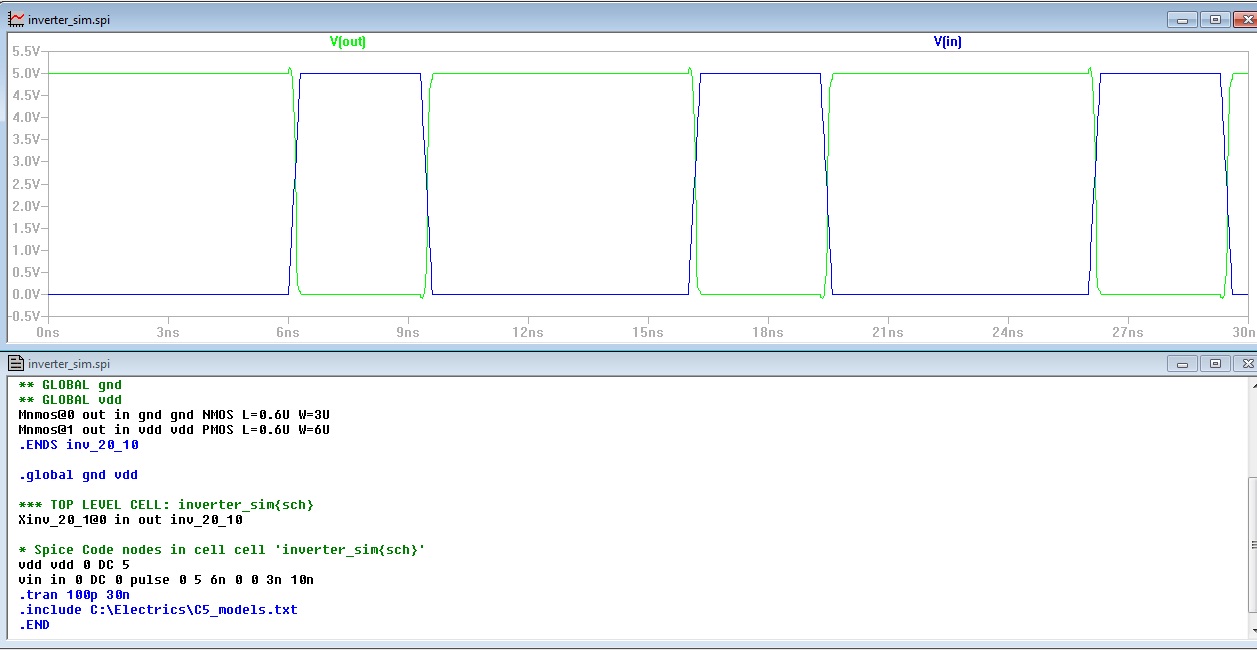 inverter_sim.spi
V(out) V(in)
5.5V
5.0V
4.5V
4.0V
3.5V
3.0V
2.5V
2.0V
1.5V
1.0V
0.5V
0.0V
-0.5V
0ns 3ns 6ns 9ns 12ns 15ns 18ns 21ns 24ns 27ns 30n
inverter_sim.spi
** GLOBAL gnd
** GLOBAL vdd
Mnmos@0 out in gnd gnd NMOS L=0.6U W=3U
Mnmos@1 out in vdd vdd PMOS L=0.6U W=6U
.ENDS inv_20_10
.global gnd vdd
*** TOP LEVEL CELL: inverter_sim{sch}
Xinv_20_1@0 in out inv_20_10
* Spice Code nodes in cell cell 'inverter_sim{sch}'
vdd vdd 0 DC 5
vin in 0 DC 0 pulse 0 5 6n 0 0 3n 10n
.tran 100p 30n
.include C:\Electrics\C5_models.txt
.END